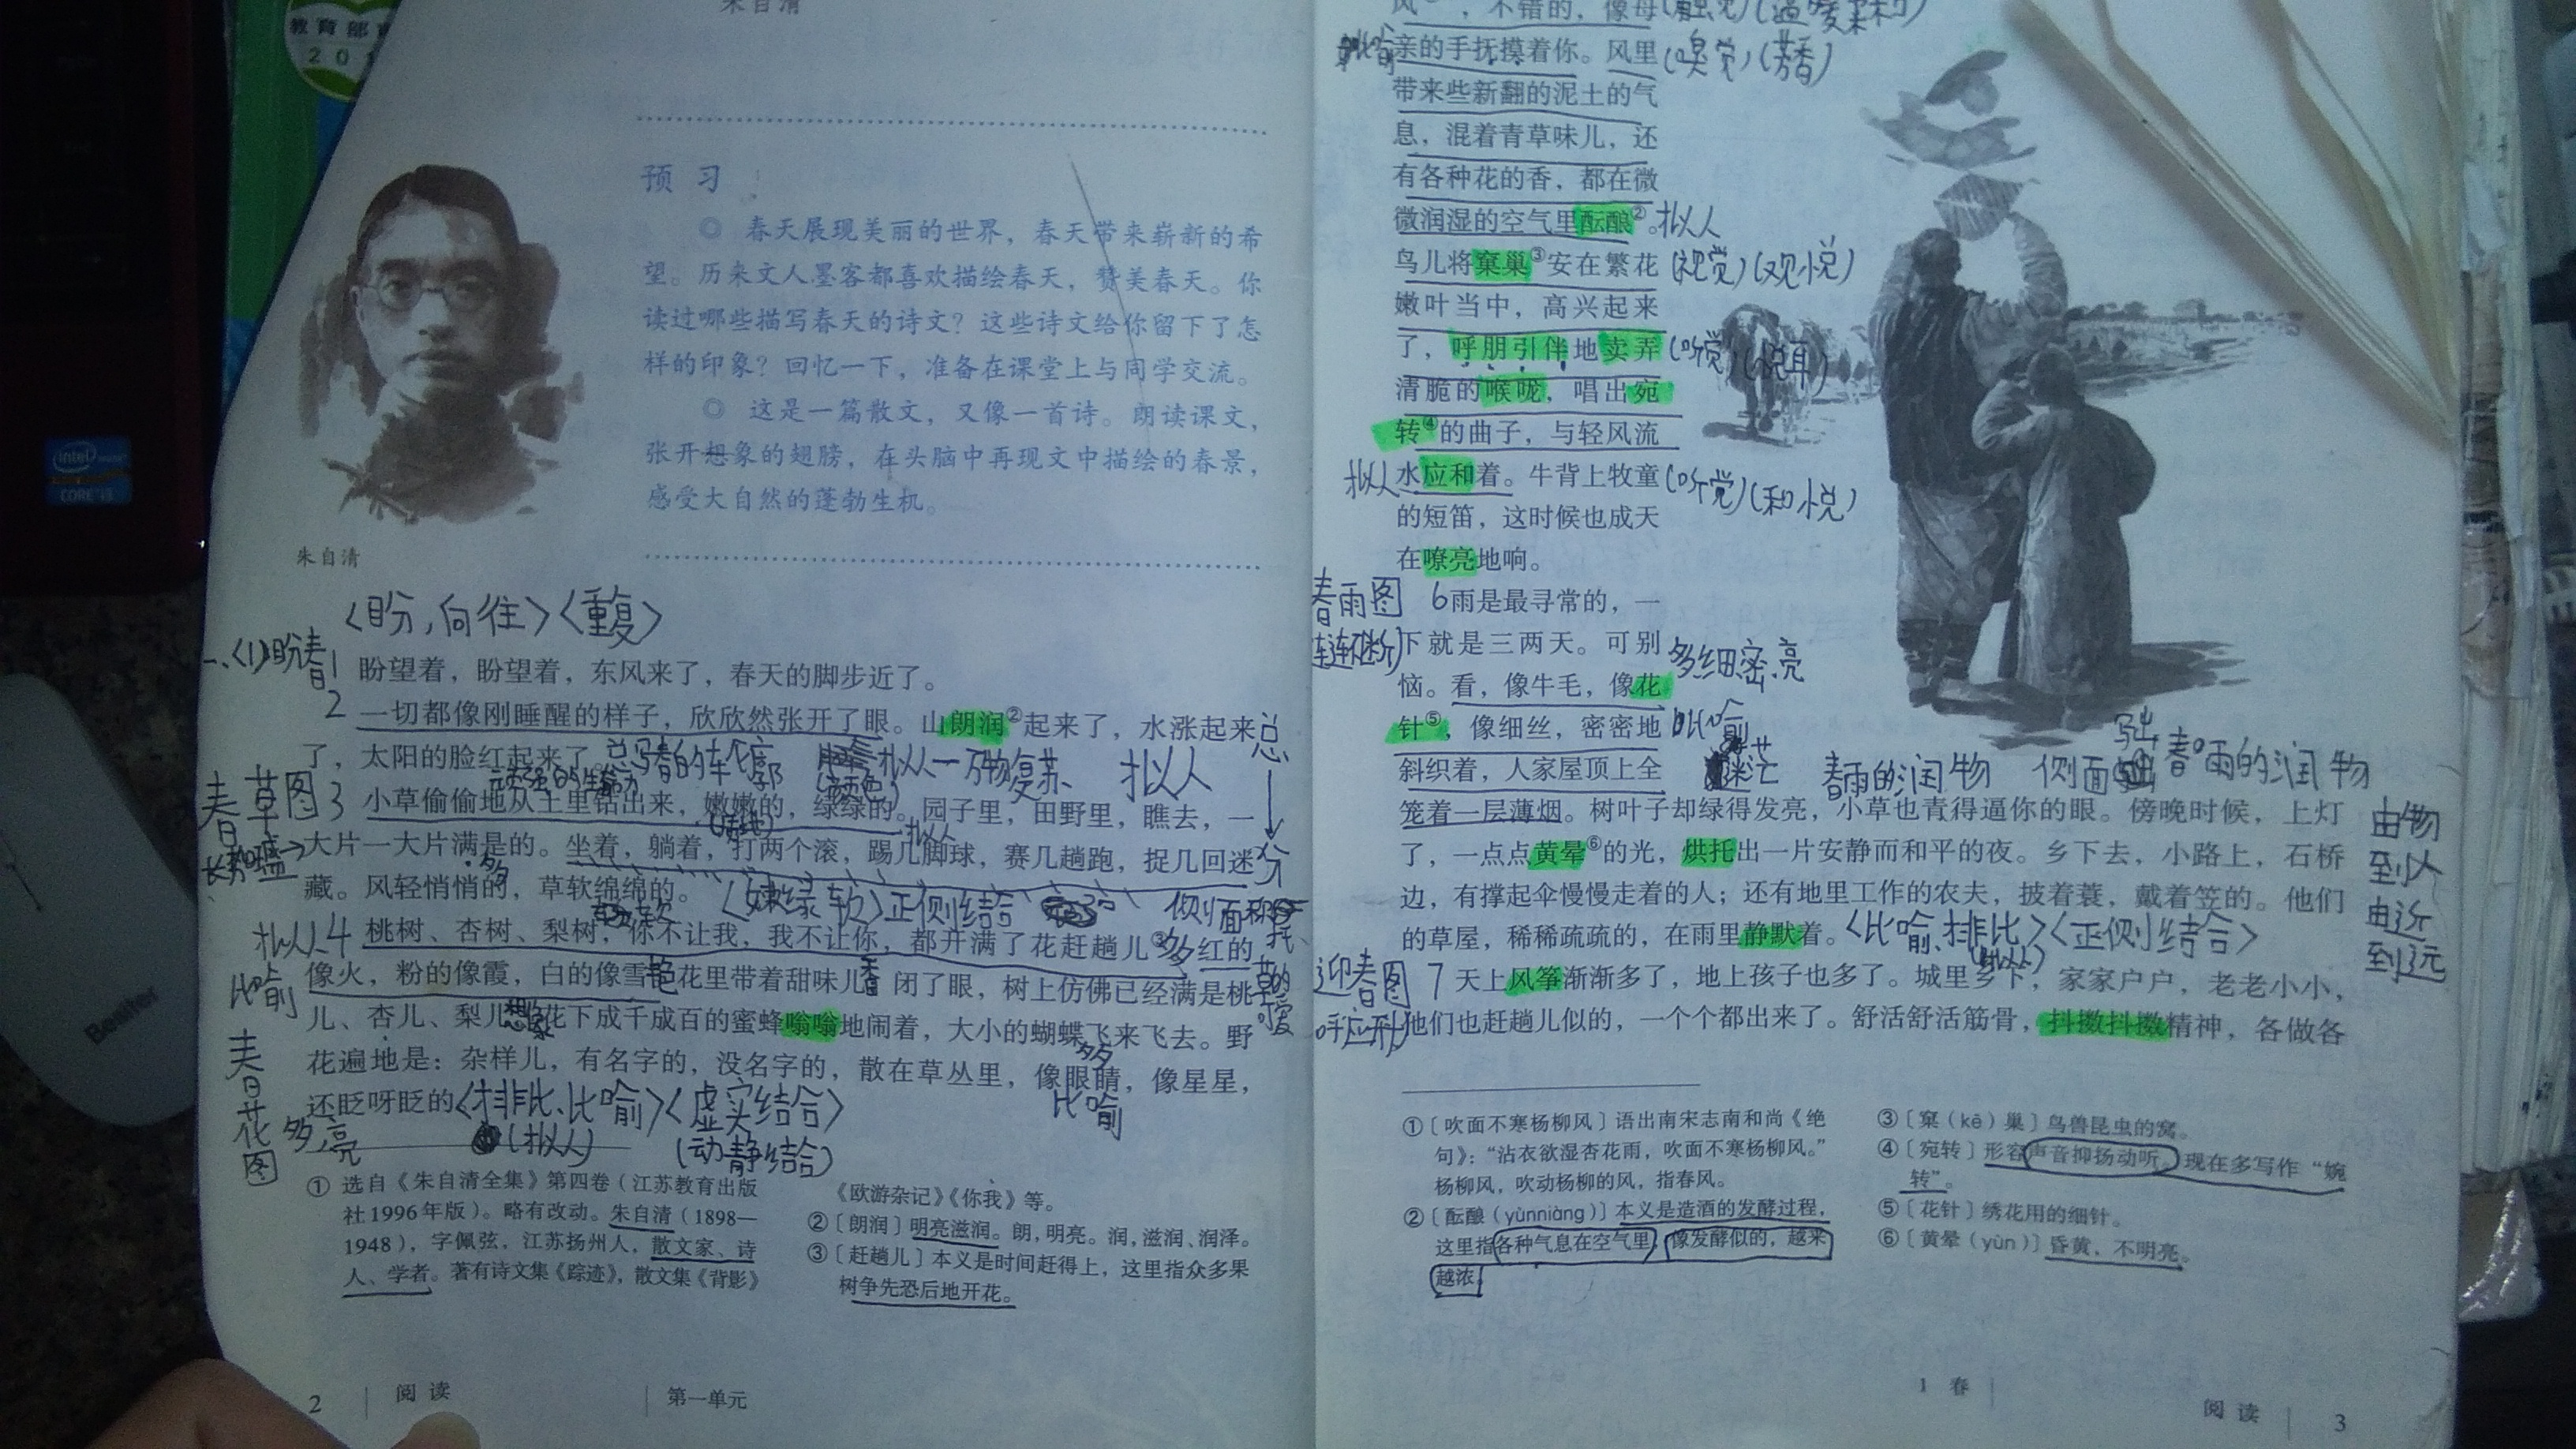 朱自清
教育部
预 习
◎ 春天展现美丽的世界，春天带来崭新的希
望。历来文人墨客都喜欢描绘春天，赞美春天。你
读过哪些描写春天的诗文？这些诗文给你留下了怎
样的印象？回忆一下，准备在课堂上与同学交流。
◎ 这是一篇散文，又像一首诗。朗读课文，
张开想象的翅膀，在头脑中再现文中描绘的春景，
感受大自然的蓬勃生机。
朱自清
intel
CORE i3
<盼,向往><重复>
一、(1)盼春
1 盼望着，盼望着，东风来了，春天的脚步近了。
2 一切都像刚睡醒的样子，欣欣然张开了眼。山朗润②起来了，水涨起来
了，太阳的脸红起来了。
总写春的轮廓 拟人—万物复苏、 拟人
总
分
春草图
顽强的生命力
(颜色)
3 小草偷偷地从土里钻出来，嫩嫩的，绿绿的。园子里，田野里，瞧去，一
(质地) 拟人
大片一大片满是的。坐着，躺着，打两个滚，踢几脚球，赛几趟跑，捉几回迷
长势旺盛→
多
藏。风轻悄悄的，草软绵绵的。
<嫩绿软>正侧结合 侧面
拟人
4 桃树、杏树、梨树，你不让我，我不让你，都开满了花赶趟儿③。红的
比喻
像火，粉的像霞，白的像雪。花里带着甜味儿；闭了眼，树上仿佛已经满是桃
艳 香
儿、杏儿、梨儿。花下成千成百的蜜蜂嗡嗡地闹着，大小的蝴蝶飞来飞去。野
想象
花遍地是：杂样儿，有名字的，没名字的，散在草丛里，像眼睛，像星星，
多
还眨呀眨的
<排比、比喻><虚实结合>
比喻
春花图
多 亮
(拟人) (动静结合)
① 选自《朱自清全集》第四卷（江苏教育出版
社1996年版）。略有改动。朱自清（1898—
1948），字佩弦，江苏扬州人，散文家、诗
人、学者。著有诗文集《踪迹》，散文集《背影》
《欧游杂记》《你我》等。
②〔朗润〕明亮滋润。朗，明亮。润，滋润、润泽。
③〔赶趟儿〕本义是时间赶得上，这里指众多果
树争先恐后地开花。
2 | 阅 读 | 第一单元
Besiter
风”①，不错的，像母
(触觉)(温暖柔和)
比喻
亲的手抚摸着你。风里
(嗅觉)(芳香)
带来些新翻的泥土的气
息，混着青草味儿，还
有各种花的香，都在微
微润湿的空气里酝酿②。
拟人
鸟儿将窠巢③安在繁花
(视觉)(观悦)
嫩叶当中，高兴起来
了，呼朋引伴地卖弄
(听觉)(悦耳)
清脆的喉咙，唱出宛
转④的曲子，与轻风流
拟人
水应和着。牛背上牧童
(听觉)(和悦)
的短笛，这时候也成天
在嘹亮地响。
春雨图
6雨是最寻常的，一
(连连不断)
下就是三两天。可别
多细密亮
恼。看，像牛毛，像花
针⑤，像细丝，密密地
比喻
斜织着，人家屋顶上全
迷茫 春雨的润物 侧面写出春雨的润物
笼着一层薄烟。树叶子却绿得发亮，小草也青得逼你的眼。傍晚时候，上灯
了，一点点黄晕⑥的光，烘托出一片安静而和平的夜。乡下去，小路上，石桥
边，有撑起伞慢慢走着的人；还有地里工作的农夫，披着蓑，戴着笠的。他们
的草屋，稀稀疏疏的，在雨里静默着。
<比喻、排比><正侧结合>
(拟人)
由物
到人
由近
到远
迎春图
7 天上风筝渐渐多了，地上孩子也多了。城里乡下，家家户户，老老小小，
他们也赶趟儿似的，一个个都出来了。舒活舒活筋骨，抖擞抖擞精神，各做各
①〔吹面不寒杨柳风〕语出南宋志南和尚《绝
句》：“沾衣欲湿杏花雨，吹面不寒杨柳风。”
杨柳风，吹动杨柳的风，指春风。
②〔酝酿（yùnniàng）〕本义是造酒的发酵过程，
这里指各种气息在空气里，像发酵似的，越来
越浓。
③〔窠（kē）巢〕鸟兽昆虫的窝。
④〔宛转〕形容声音抑扬动听。现在多写作“婉
转”。
⑤〔花针〕绣花用的细针。
⑥〔黄晕（yùn）〕昏黄，不明亮。
1 春 | 阅 读 | 3